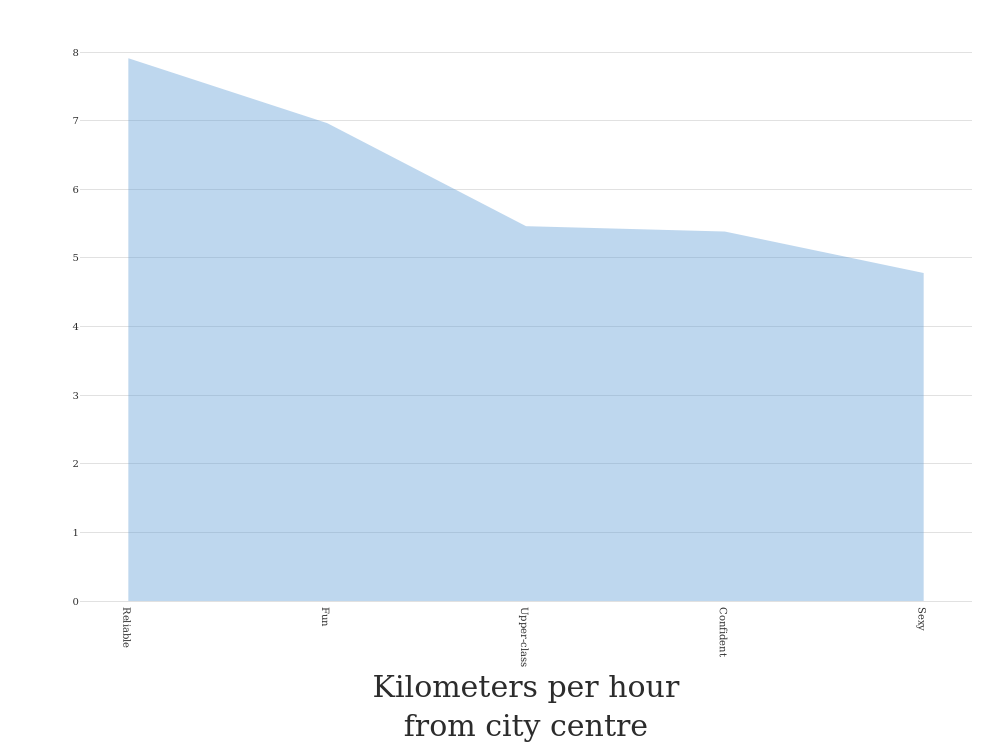 8
7
6
5
4
3
2
1
0
Reliable
Fun
Upper-class
Confident
Sexy
Kilometers per hour
from city centre